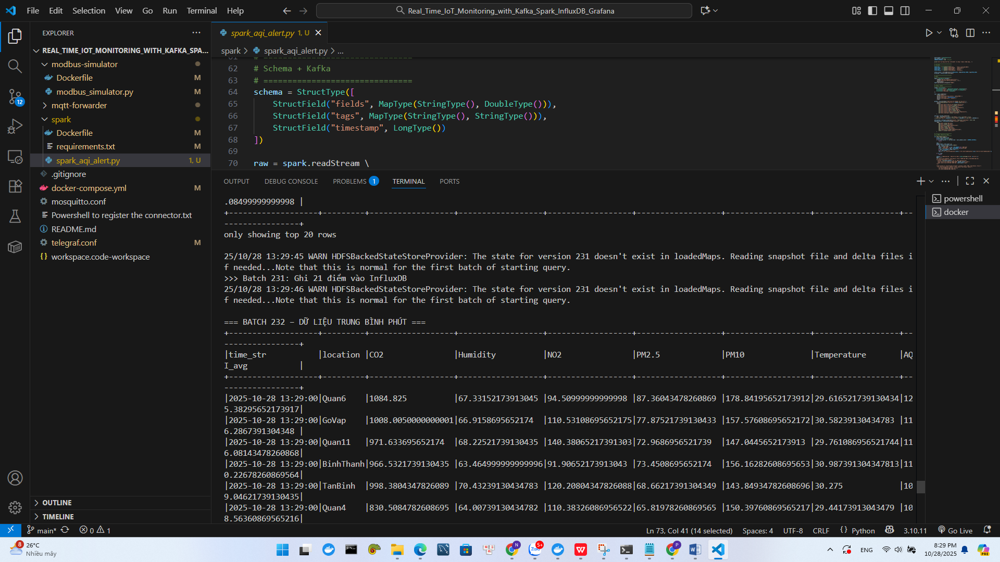 File Edit Selection View Go Run Terminal Help
Real_Time_IoT_Monitoring_with_Kafka_Spark_InfluxDB_Grafana
EXPLORER
REAL_TIME_IOT_MONITORING_WITH_KAFKA_SPA...
modbus-simulator
Dockerfile M
modbus_simulator.py M
mqtt-forwarder
spark
Dockerfile M
requirements.txt M
spark_aqi_alert.py 1, U
.gitignore
docker-compose.yml M
mosquitto.conf
Powershell to register the connector.txt
README.md
telegraf.conf M
workspace.code-workspace
OUTLINE
TIMELINE
12
spark_aqi_alert.py 1, U
spark > spark_aqi_alert.py > ...
61 # ===============================
62 # Schema + Kafka
63 # ===============================
64 schema = StructType([
65 StructField("fields", MapType(StringType(), DoubleType())),
66 StructField("tags", MapType(StringType(), StringType())),
67 StructField("timestamp", LongType())
68 ])
69
70 raw = spark.readStream \
OUTPUT DEBUG CONSOLE PROBLEMS 1 TERMINAL PORTS
powershell
docker
.08499999999998 |
+-------------------+---------+------------------+------------------+------------------+------------------+------------------+------------------+--
----------------+
only showing top 20 rows
25/10/28 13:29:45 WARN HDFSBackedStateStoreProvider: The state for version 231 doesn't exist in loadedMaps. Reading snapshot file and delta files i
f needed...Note that this is normal for the first batch of starting query.
>>> Batch 231: Ghi 21 điểm vào InfluxDB
25/10/28 13:29:46 WARN HDFSBackedStateStoreProvider: The state for version 231 doesn't exist in loadedMaps. Reading snapshot file and delta files i
f needed...Note that this is normal for the first batch of starting query.
=== BATCH 232 – DỮ LIỆU TRUNG BÌNH PHÚT ===
+-------------------+---------+------------------+------------------+------------------+------------------+------------------+------------------+--
----------------+
|time_str |location |CO2 |Humidity |NO2 |PM2.5 |PM10 |Temperature |AQ
I_avg |
+-------------------+---------+------------------+------------------+------------------+------------------+------------------+------------------+--
----------------+
|2025-10-28 13:29:00|Quan6 |1084.825 |67.33152173913045 |94.50999999999998 |87.36043478260869 |178.84195652173912|29.616521739130434|12
5.38295652173917|
|2025-10-28 13:29:00|GoVap |1008.0050000000001|66.9158695652174 |110.53108695652175|77.87521739130433 |157.57608695652172|30.58239130434783 |11
6.2867391304348 |
|2025-10-28 13:29:00|Quan11 |971.633695652174 |68.22521739130435 |140.38065217391303|72.9686956521739 |147.0445652173913 |29.761086956521744|11
6.08143478260868|
|2025-10-28 13:29:00|BinhThanh|966.5321739130435 |63.464999999999996|91.90652173913043 |73.4508695652174 |156.16282608695653|30.987391304347813|11
0.22678260869564|
|2025-10-28 13:29:00|TanBinh |998.3804347826089 |70.43239130434783 |120.20804347826088|68.66217391304349 |143.84934782608696|30.275 |10
9.04621739130435|
|2025-10-28 13:29:00|Quan4 |830.5084782608695 |64.00739130434782 |110.38326086956522|65.81978260869565 |150.39760869565217|29.44173913043479 |10
8.56360869565216|
main* 0 1
Ln 73, Col 41 (14 selected) Spaces: 4 UTF-8 CRLF {} Python 3.10.11 Go Live
8
26°C
Nhiều mây
N
Zalo 5+
P
ENG
8:29 PM
10/28/2025
PRE